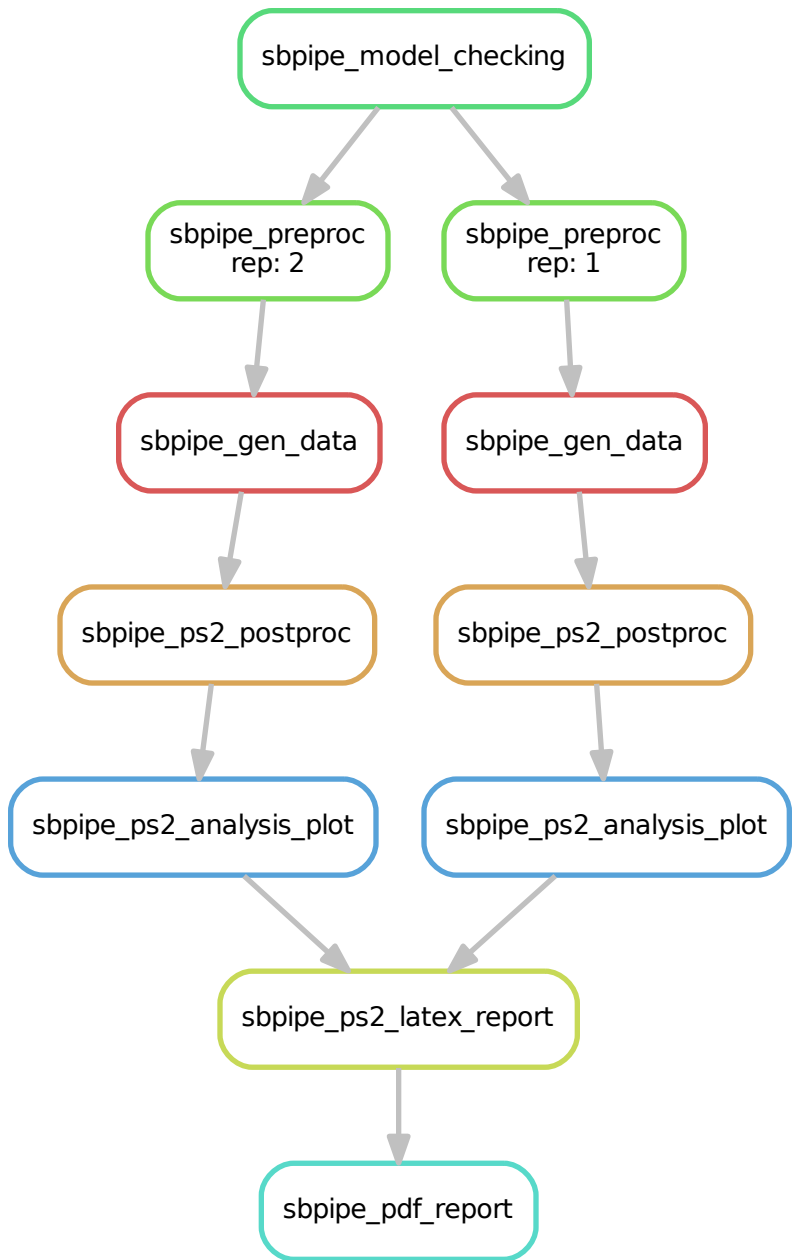 sbpipe_model_checking
sbpipe_preproc
rep: 2
sbpipe_preproc
rep: 1
sbpipe_gen_data
sbpipe_gen_data
sbpipe_ps2_postproc
sbpipe_ps2_postproc
sbpipe_ps2_analysis_plot
sbpipe_ps2_analysis_plot
sbpipe_ps2_latex_report
sbpipe_pdf_report